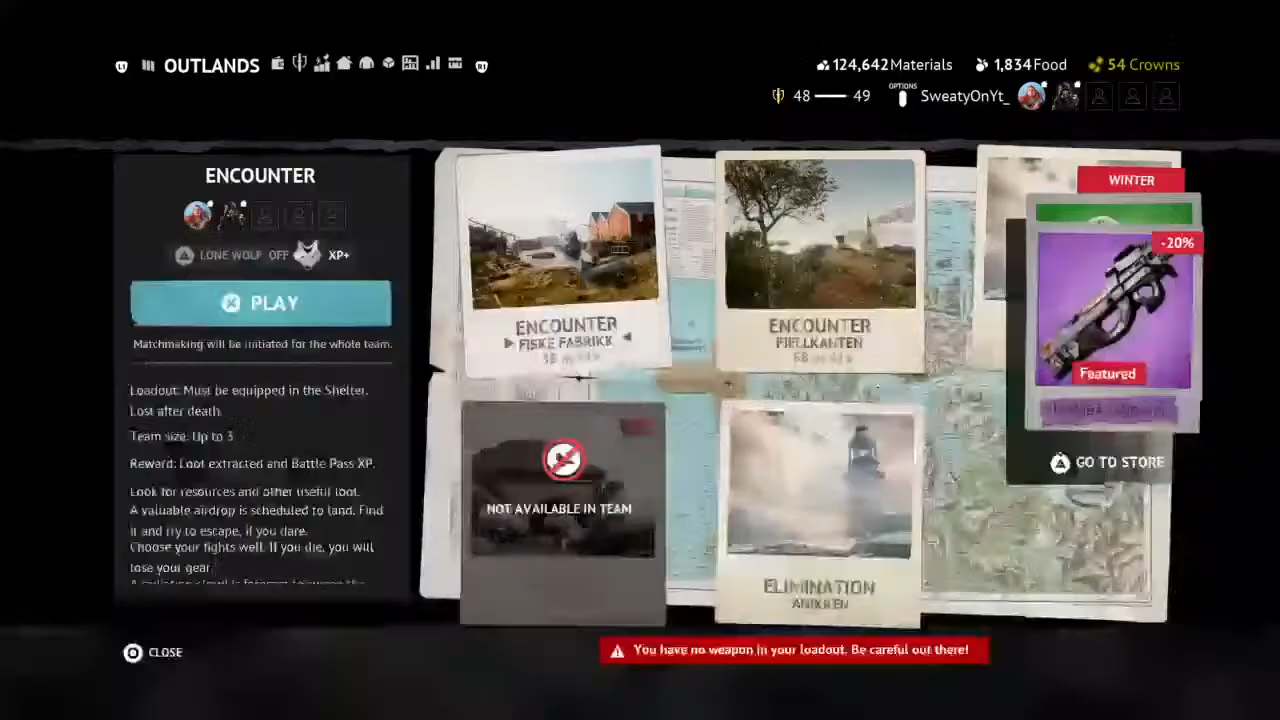 L1 OUTLANDS R1
124,642 Materials 1,834 Food 54 Crowns
48 49 OPTIONS SweatyOnYt_
ENCOUNTER
LONE WOLF OFF XP+
PLAY
Matchmaking will be initiated for the whole team.
Loadout: Must be equipped in the Shelter.
Lost after death.
Team size: Up to 3
Reward: Loot extracted and Battle Pass XP.
Look for resources and other useful loot.
A valuable airdrop is scheduled to land. Find
it and try to escape, if you dare.
Choose your fights well. If you die, you will
lose your gear.
ENCOUNTER
FISKE FABRIKK
ENCOUNTER
FJELLKANTEN
NOT AVAILABLE IN TEAM
ELIMINATION
WINTER
-20%
Featured
GO TO STORE
CLOSE
You have no weapon in your loadout. Be careful out there!